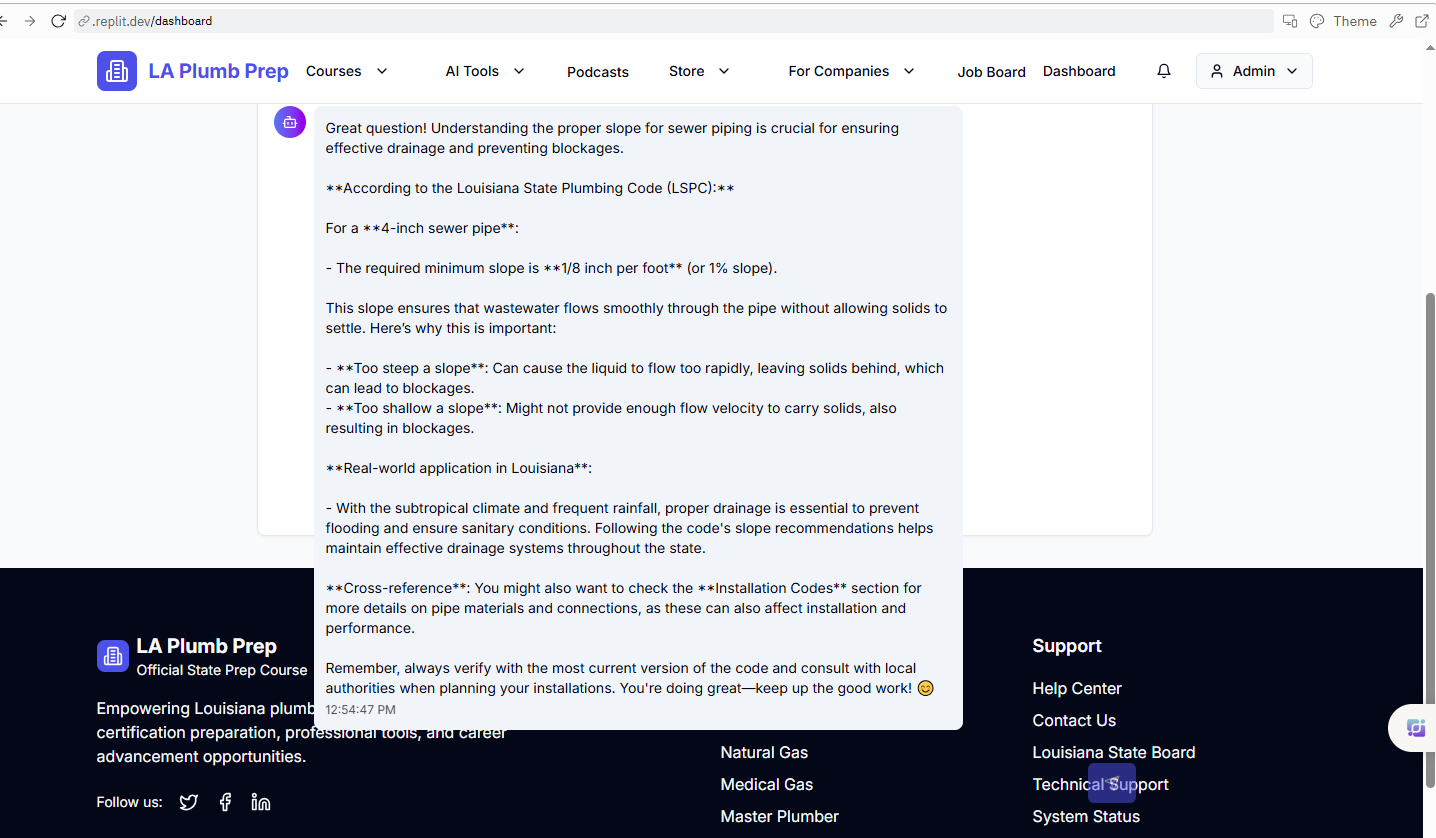 .replit.dev/dashboard
Theme
LA Plumb Prep
Courses
AI Tools
Podcasts
Store
For Companies
Job Board
Dashboard
Admin
Great question! Understanding the proper slope for sewer piping is crucial for ensuring
effective drainage and preventing blockages.
**According to the Louisiana State Plumbing Code (LSPC):**
For a **4-inch sewer pipe**:
- The required minimum slope is **1/8 inch per foot** (or 1% slope).
This slope ensures that wastewater flows smoothly through the pipe without allowing solids to
settle. Here’s why this is important:
- **Too steep a slope**: Can cause the liquid to flow too rapidly, leaving solids behind, which
can lead to blockages.
- **Too shallow a slope**: Might not provide enough flow velocity to carry solids, also
resulting in blockages.
**Real-world application in Louisiana**:
- With the subtropical climate and frequent rainfall, proper drainage is essential to prevent
flooding and ensure sanitary conditions. Following the code's slope recommendations helps
maintain effective drainage systems throughout the state.
**Cross-reference**: You might also want to check the **Installation Codes** section for
more details on pipe materials and connections, as these can also affect installation and
performance.
Remember, always verify with the most current version of the code and consult with local
authorities when planning your installations. You're doing great—keep up the good work! 😊
12:54:47 PM
LA Plumb Prep
Official State Prep Course
Empowering Louisiana plumb
certification preparation, professional tools, and career
advancement opportunities.
Follow us:
Natural Gas
Medical Gas
Master Plumber
Support
Help Center
Contact Us
Louisiana State Board
Technical Support
System Status